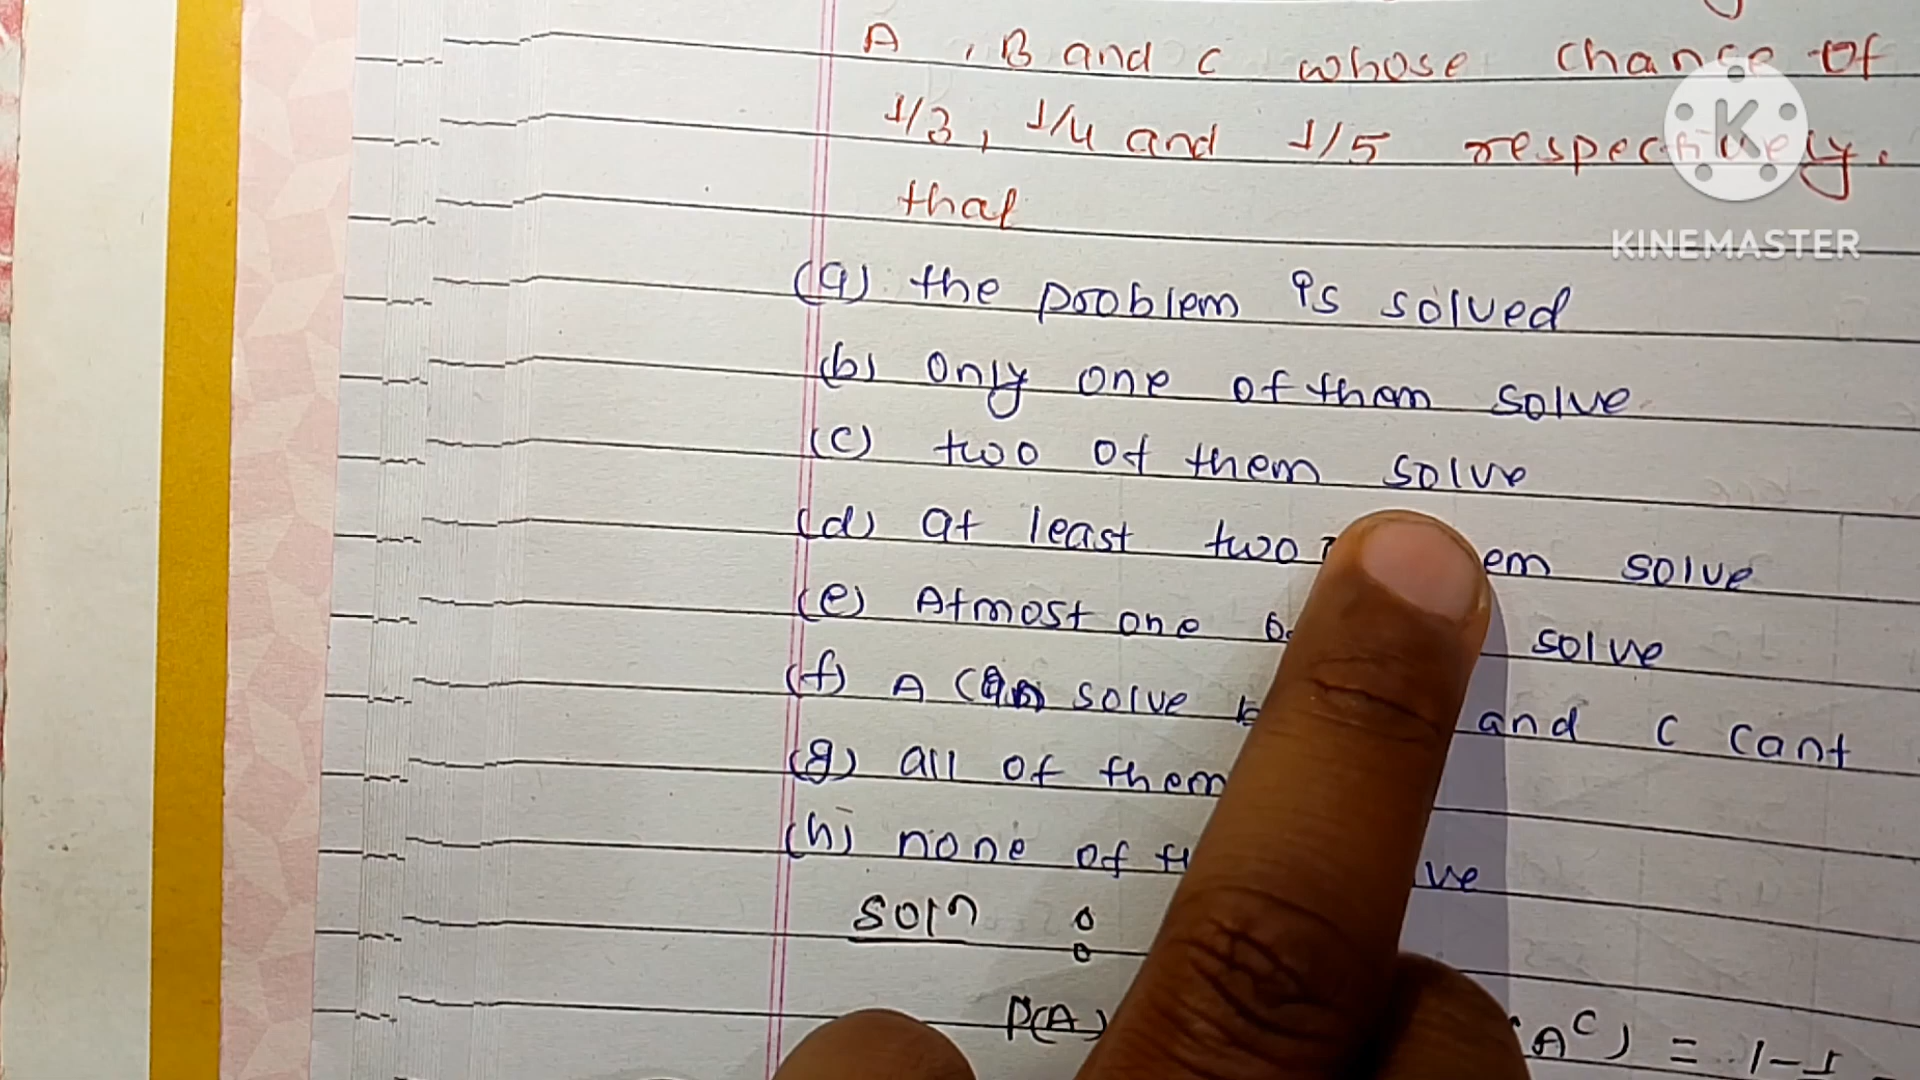 A, B and C whose chance of
1/3, 1/4 and 1/5 respectively.
that
KINEMASTER
(a) the problem is solved
(b) only one of them solve
(c) two of them solve
(d) at least two em solve
(e) Atmost one solve
(f) A can solve and C cant
(g) all of them
(h) none of ve
soln :
P(A) (A^C) = 1-1